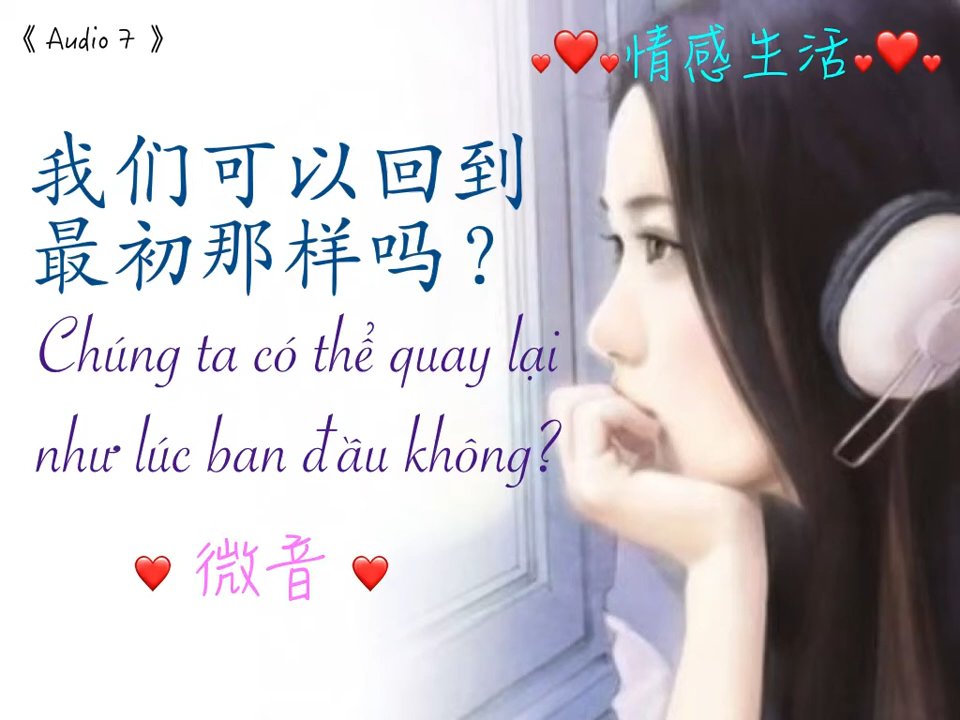 《 Audio 7 》
❤❤❤情感生活❤❤❤
我们可以回到
最初那样吗？
Chúng ta có thể quay lại
như lúc ban đầu không?
❤ 微音 ❤